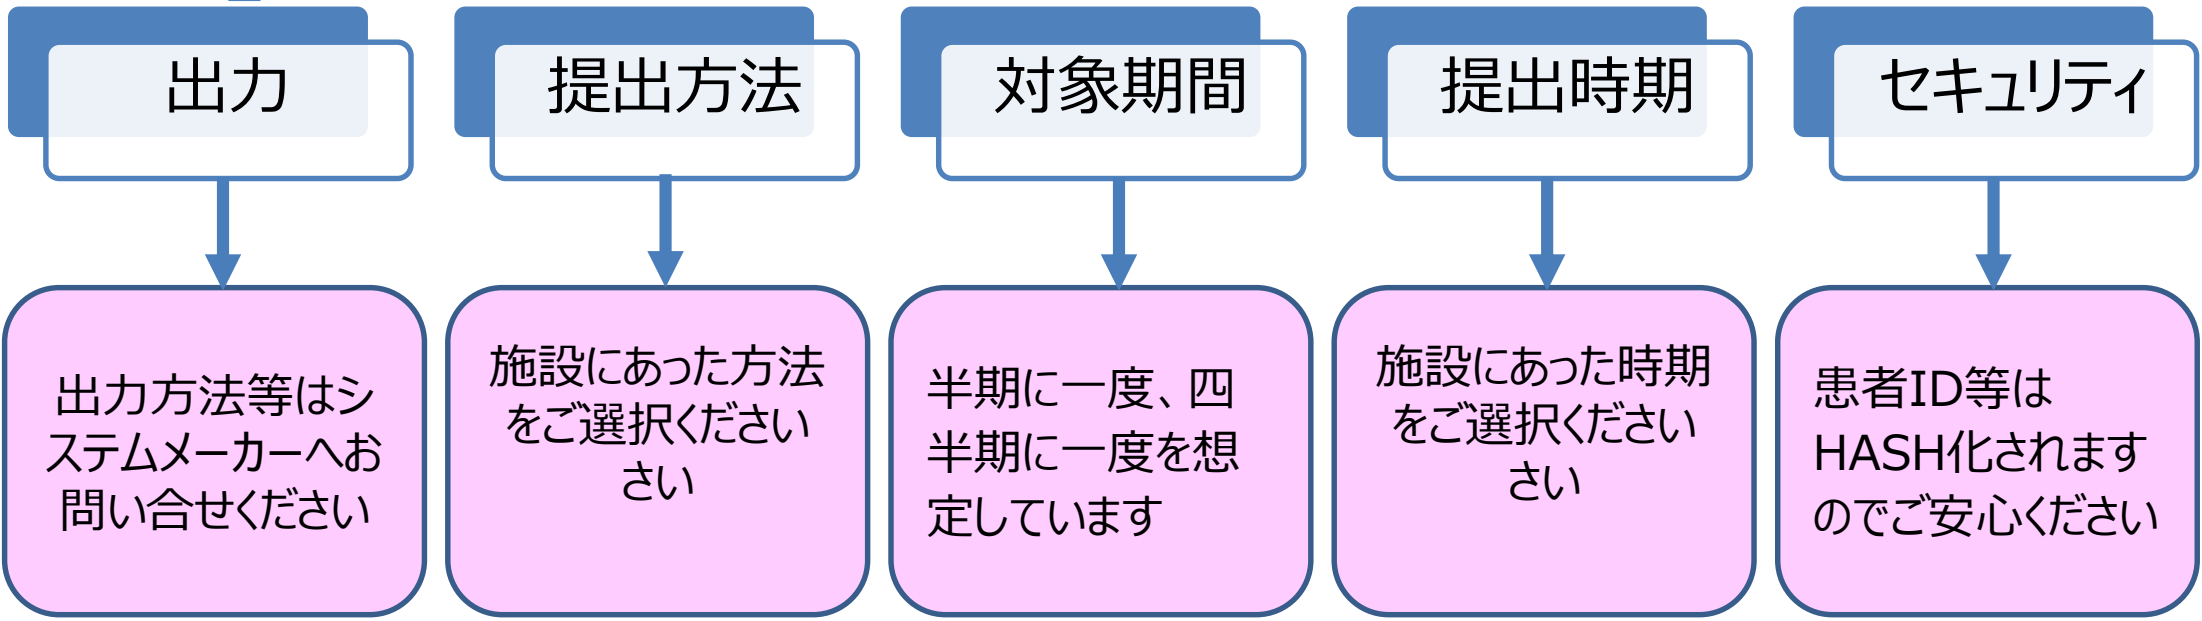 出力
提出方法
対象期間
提出時期
セキュリティ
出力方法等はシ
ステムメーカーへお
問い合せください
施設にあった方法
をご選択ください
さい
半期に一度、四
半期に一度を想
定しています
施設にあった時期
をご選択ください
さい
患者ID等は
HASH化されます
のでご安心ください